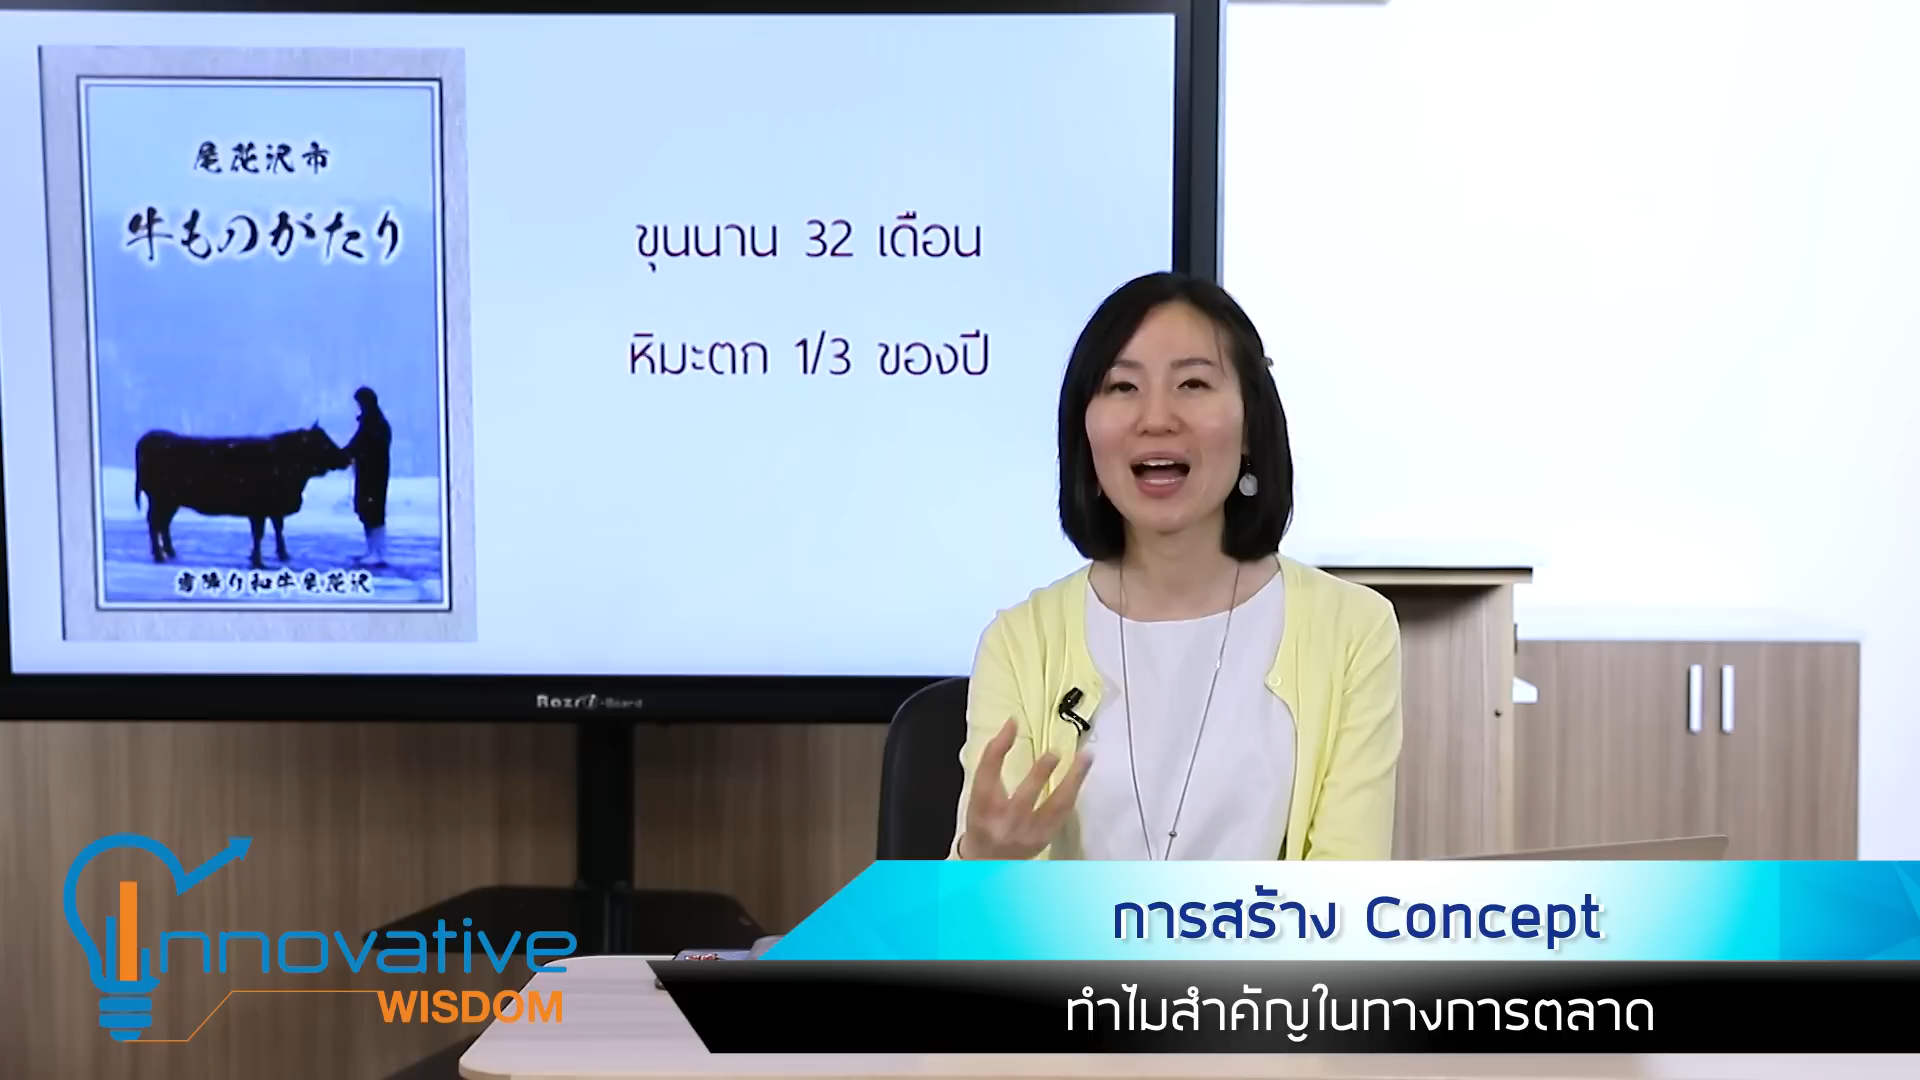 尾花沢市
牛ものがたり
雪降り和牛尾花沢
ขุนนาน 32 เดือน
หิมะตก 1/3 ของปี
Razr i-Board
innovative
WISDOM
การสร้าง Concept
ทำไมสำคัญในทางการตลาด